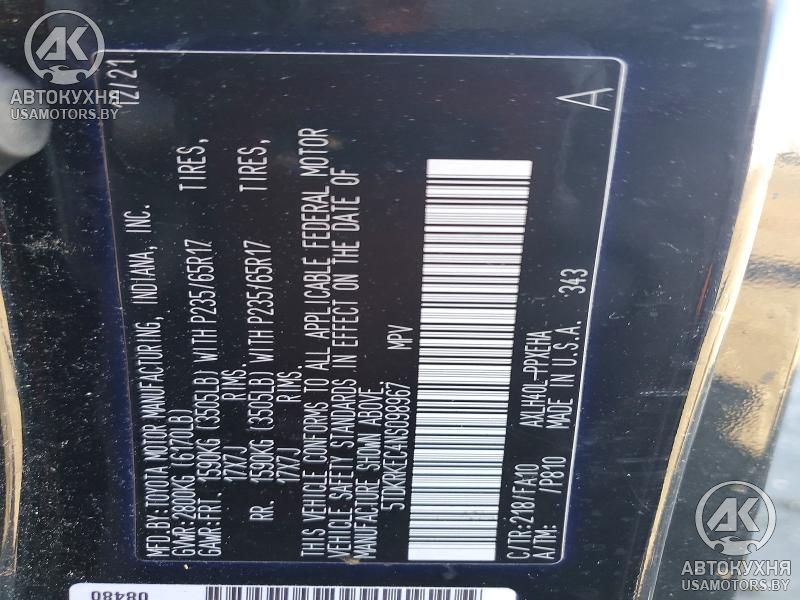 MFD.BY:TOYOTA MOTOR MANUFACTURING, INDIANA, INC. 12/21
GVWR:2800KG (6170LB)
GAWR:FRT. 1590KG (3505LB) WITH P235/65R17 TIRES,
17X7J RIMS.
RR. 1590KG (3505LB) WITH P235/65R17 TIRES,
17X7J RIMS.
THIS VEHICLE CONFORMS TO ALL APPLICABLE FEDERAL MOTOR
VEHICLE SAFETY STANDARDS IN EFFECT ON THE DATE OF
MANUFACTURE SHOWN ABOVE.
5TDKRKEC4NS098967 MPV
C/TR:218/FA10 AXLH40L-PPXEHA
A/TM: /P810 MADE IN U.S.A. 343
A
08480
АК
АВТОКУХНЯ
USAMOTORS.BY
АК
АВТОКУХНЯ
USAMOTORS.BY